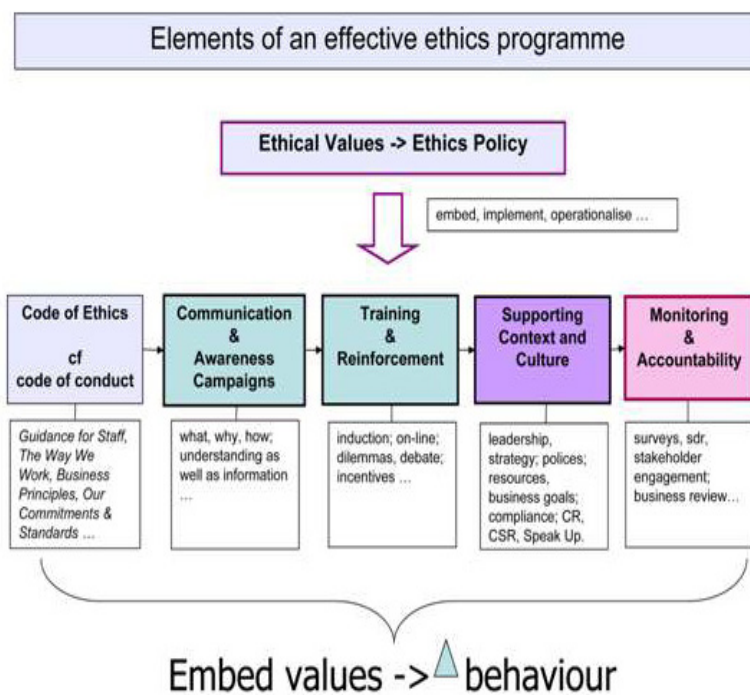 Elements of an effective ethics programme
Ethical Values -> Ethics Policy
embed, implement, operationalise ...
Code of Ethics
cf
code of conduct
Communication
&
Awareness
Campaigns
Training
&
Reinforcement
Supporting
Context and
Culture
Monitoring
&
Accountability
Guidance for Staff,
The Way We
Work, Business
Principles, Our
Commitments &
Standards ...
what, why, how;
understanding as
well as information
...
induction; on-line;
dilemmas, debate;
incentives ...
leadership,
strategy; polices;
resources,
business goals;
compliance; CR,
CSR, Speak Up.
surveys, sdr,
stakeholder
engagement;
business review...
Embed values -> behaviour